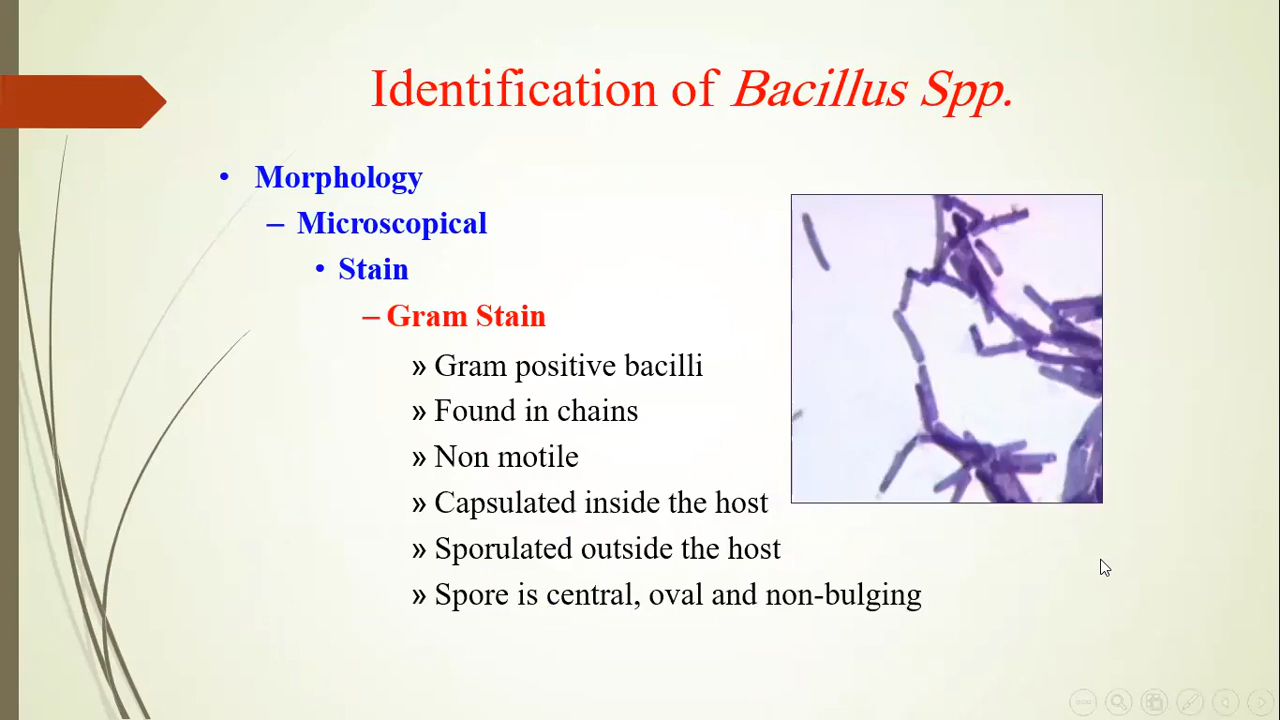 Identification of Bacillus Spp.
• Morphology
– Microscopical
• Stain
– Gram Stain
» Gram positive bacilli
» Found in chains
» Non motile
» Capsulated inside the host
» Sporulated outside the host
» Spore is central, oval and non-bulging